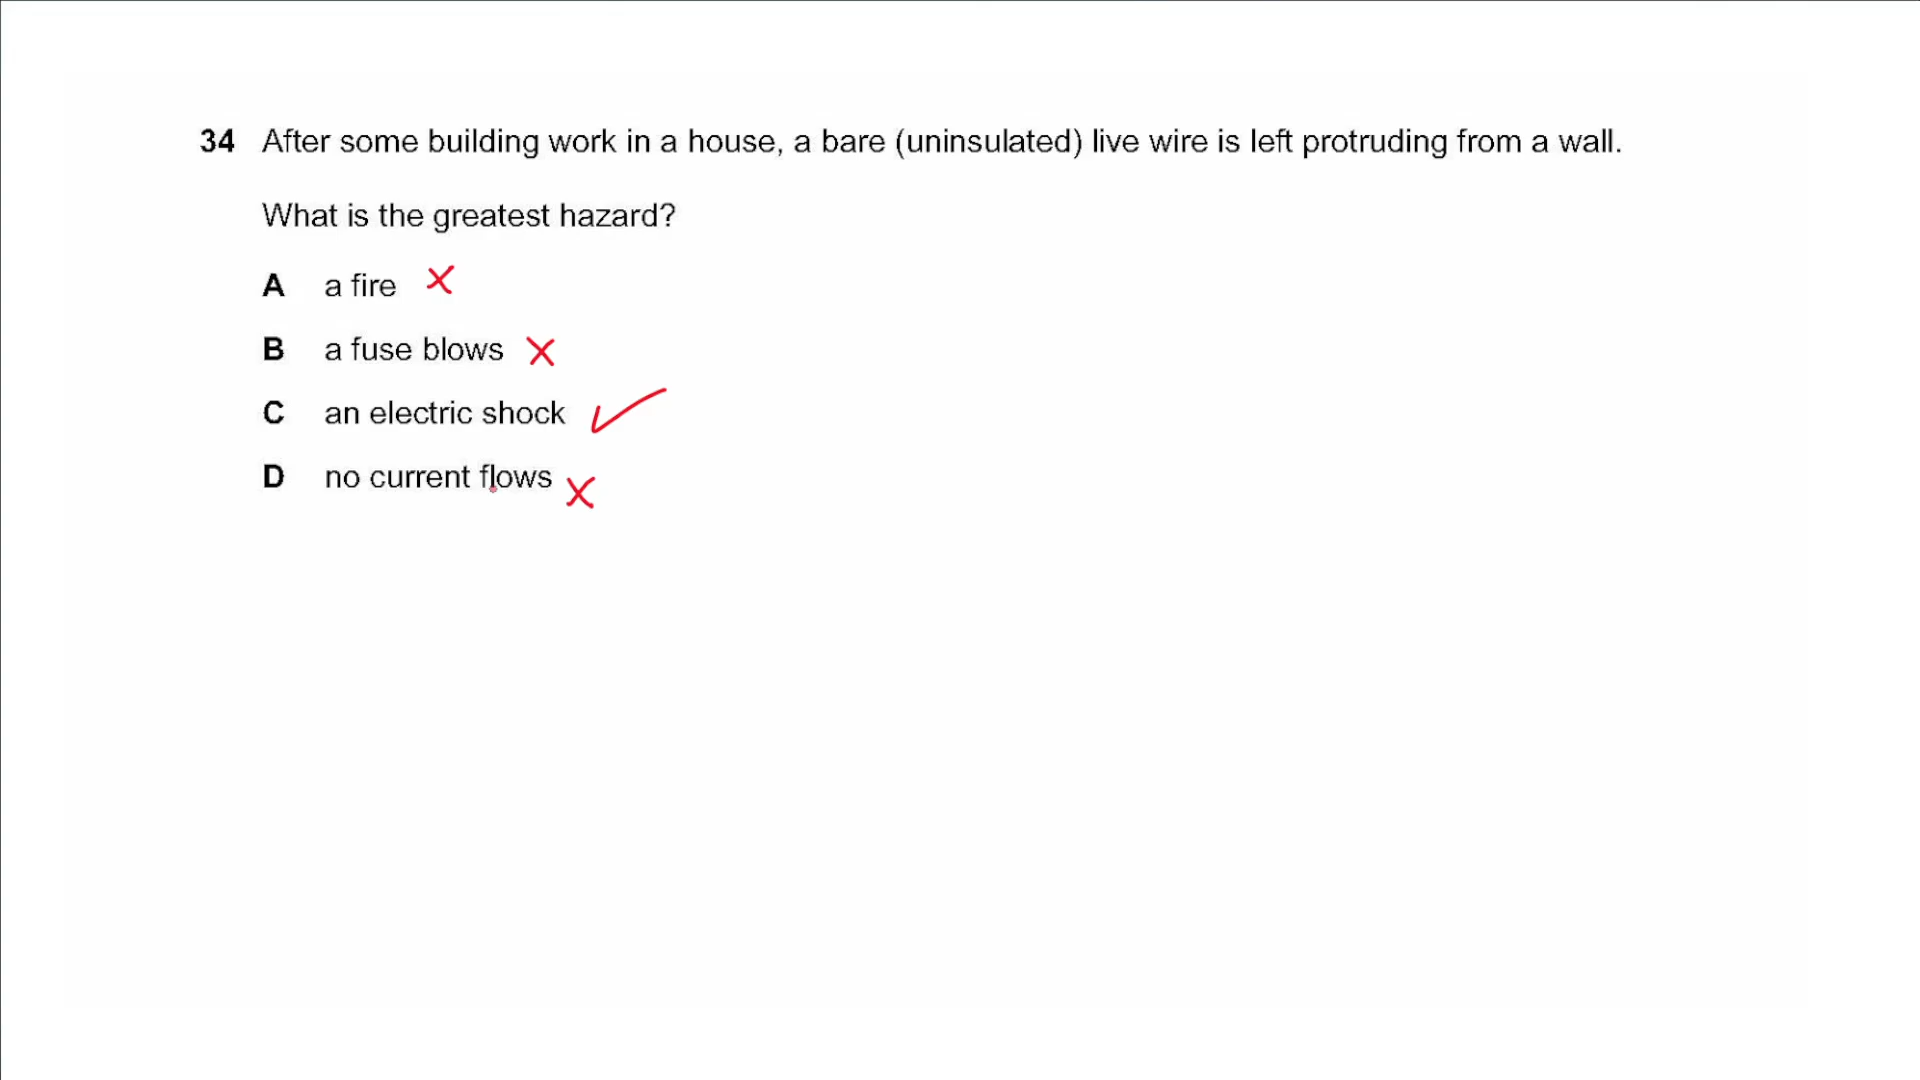 34 After some building work in a house, a bare (uninsulated) live wire is left protruding from a wall.
What is the greatest hazard?
A a fire
B a fuse blows
C an electric shock
D no current flows